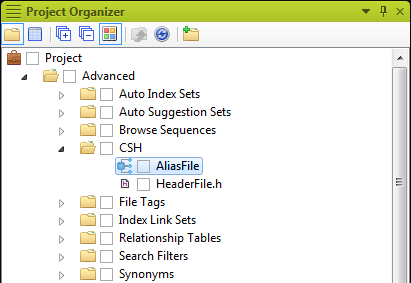 Project Organizer
Project
Advanced
Auto Index Sets
Auto Suggestion Sets
Browse Sequences
CSH
AliasFile
HeaderFile.h
File Tags
Index Link Sets
Relationship Tables
Search Filters
Synonyms